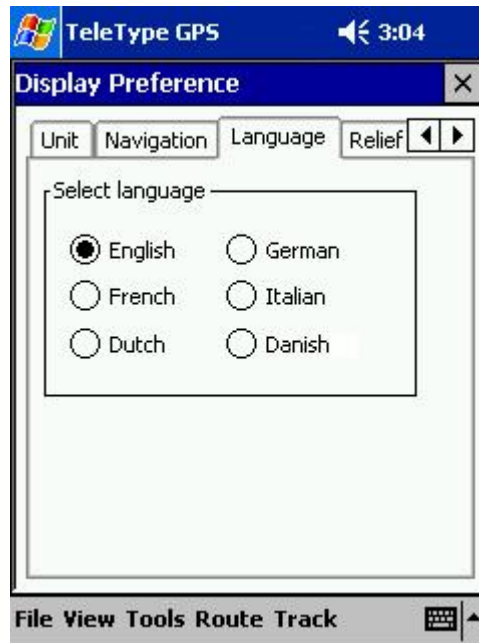 TeleType GPS 3:04
Display Preference
Unit Navigation Language Relief
Select language
English German
French Italian
Dutch Danish
File View Tools Route Track